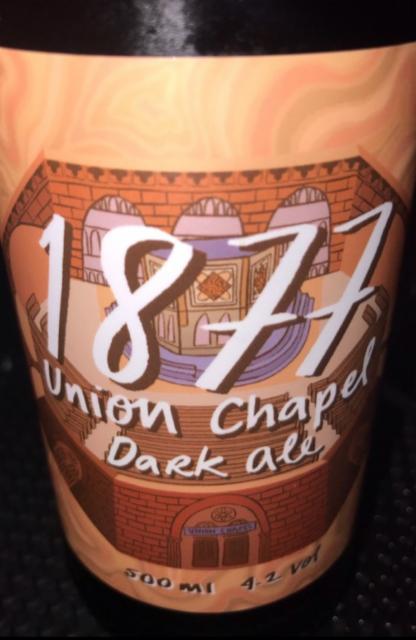 1877
Union Chapel
Dark ale
UNION CHAPEL
500 ml 4.2 vol